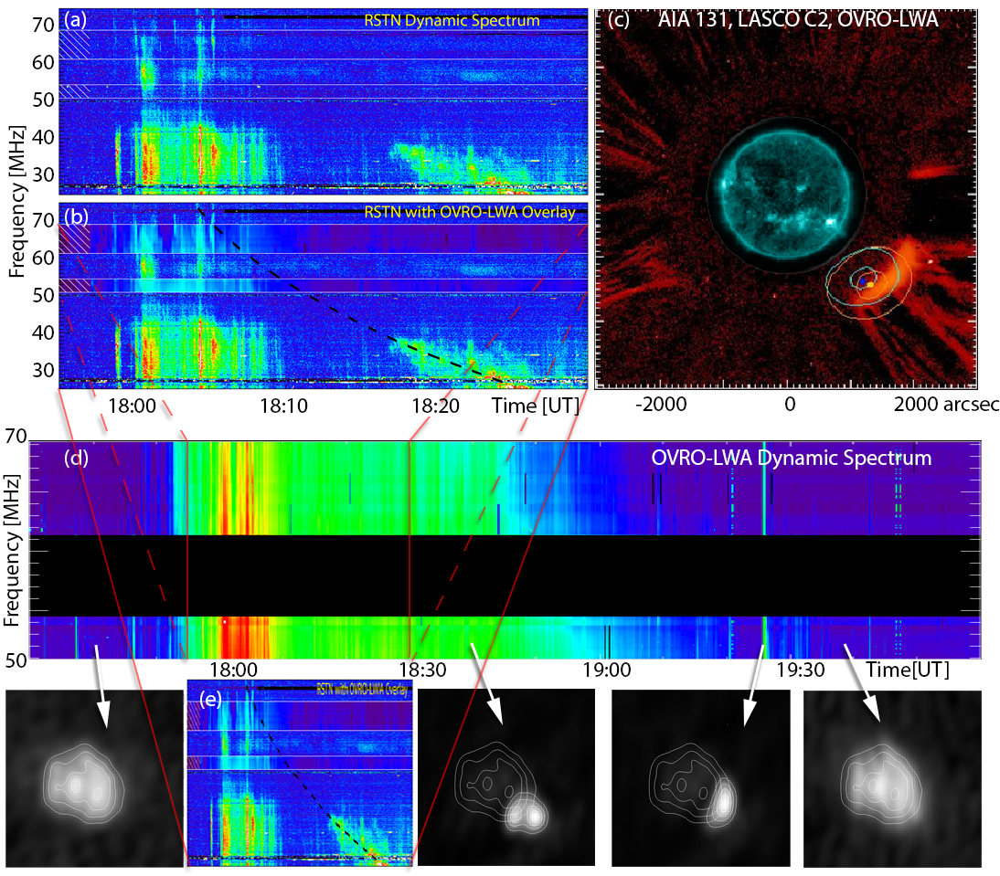 (a)
RSTN Dynamic Spectrum
70
60
50
40
30
Frequency [MHz]
(b)
RSTN with OVRO-LWA Overlay
70
60
50
40
30
18:00
18:10
18:20
Time [UT]
(c)
AIA 131, LASCO C2, OVRO-LWA
-2000
0
2000 arcsec
70
(d)
OVRO-LWA Dynamic Spectrum
Frequency [MHz]
50
18:00
18:30
19:00
19:30
Time[UT]
(e)
RSTN with OVRO-LWA Overlay